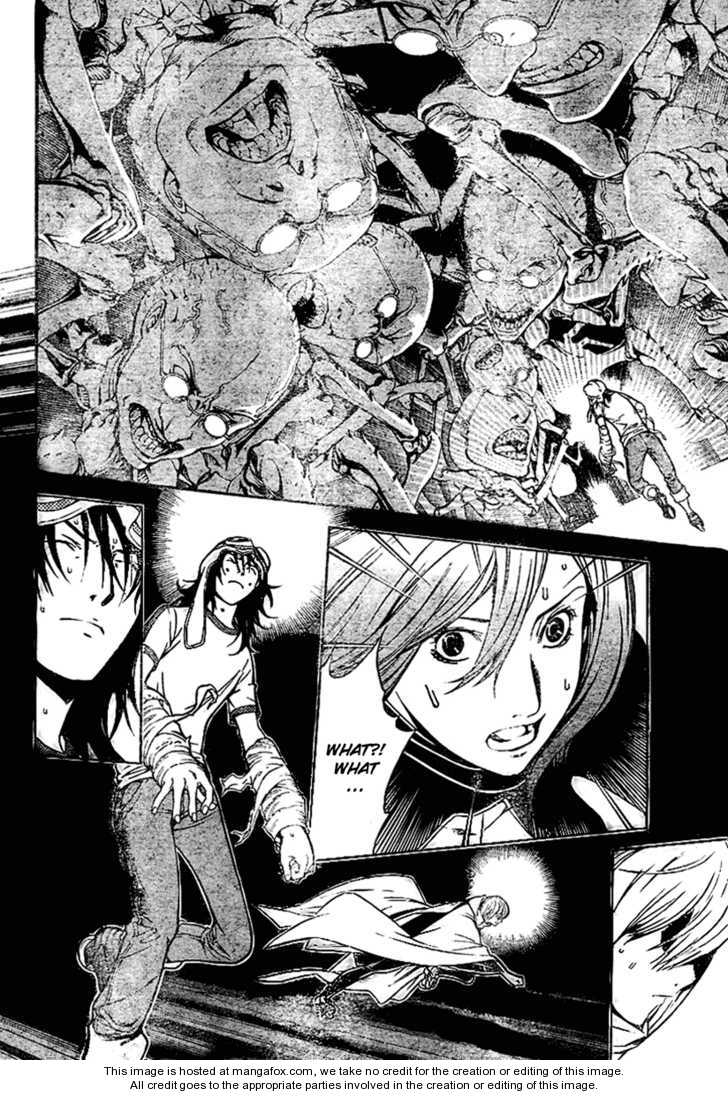 WHAT?!
WHAT
...
This image is hosted at mangafox.com, we take no credit for the creation or editing of this image.
All credit goes to the appropriate parties involved in the creation or editing of this image.